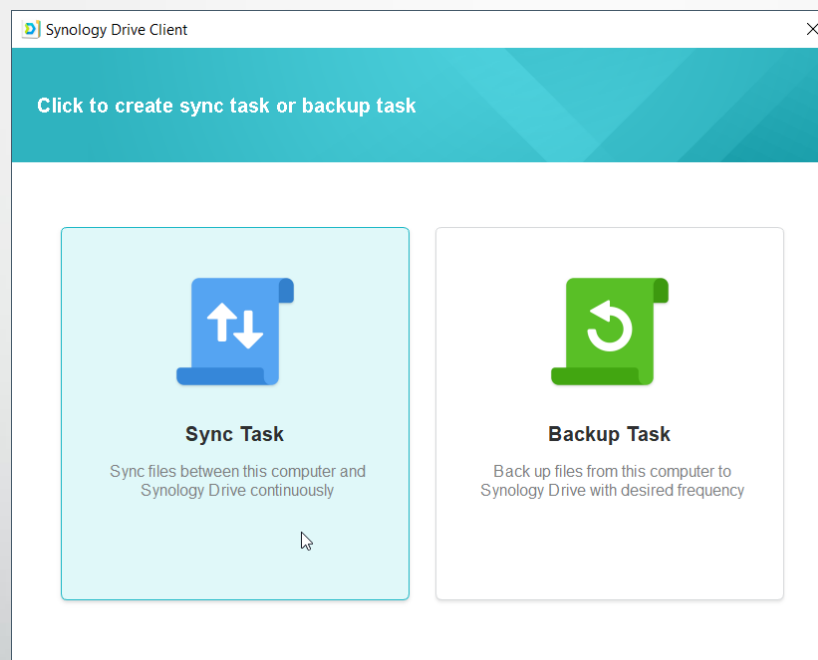 Synology Drive Client
Click to create sync task or backup task
Sync Task
Sync files between this computer and
Synology Drive continuously
Backup Task
Back up files from this computer to
Synology Drive with desired frequency